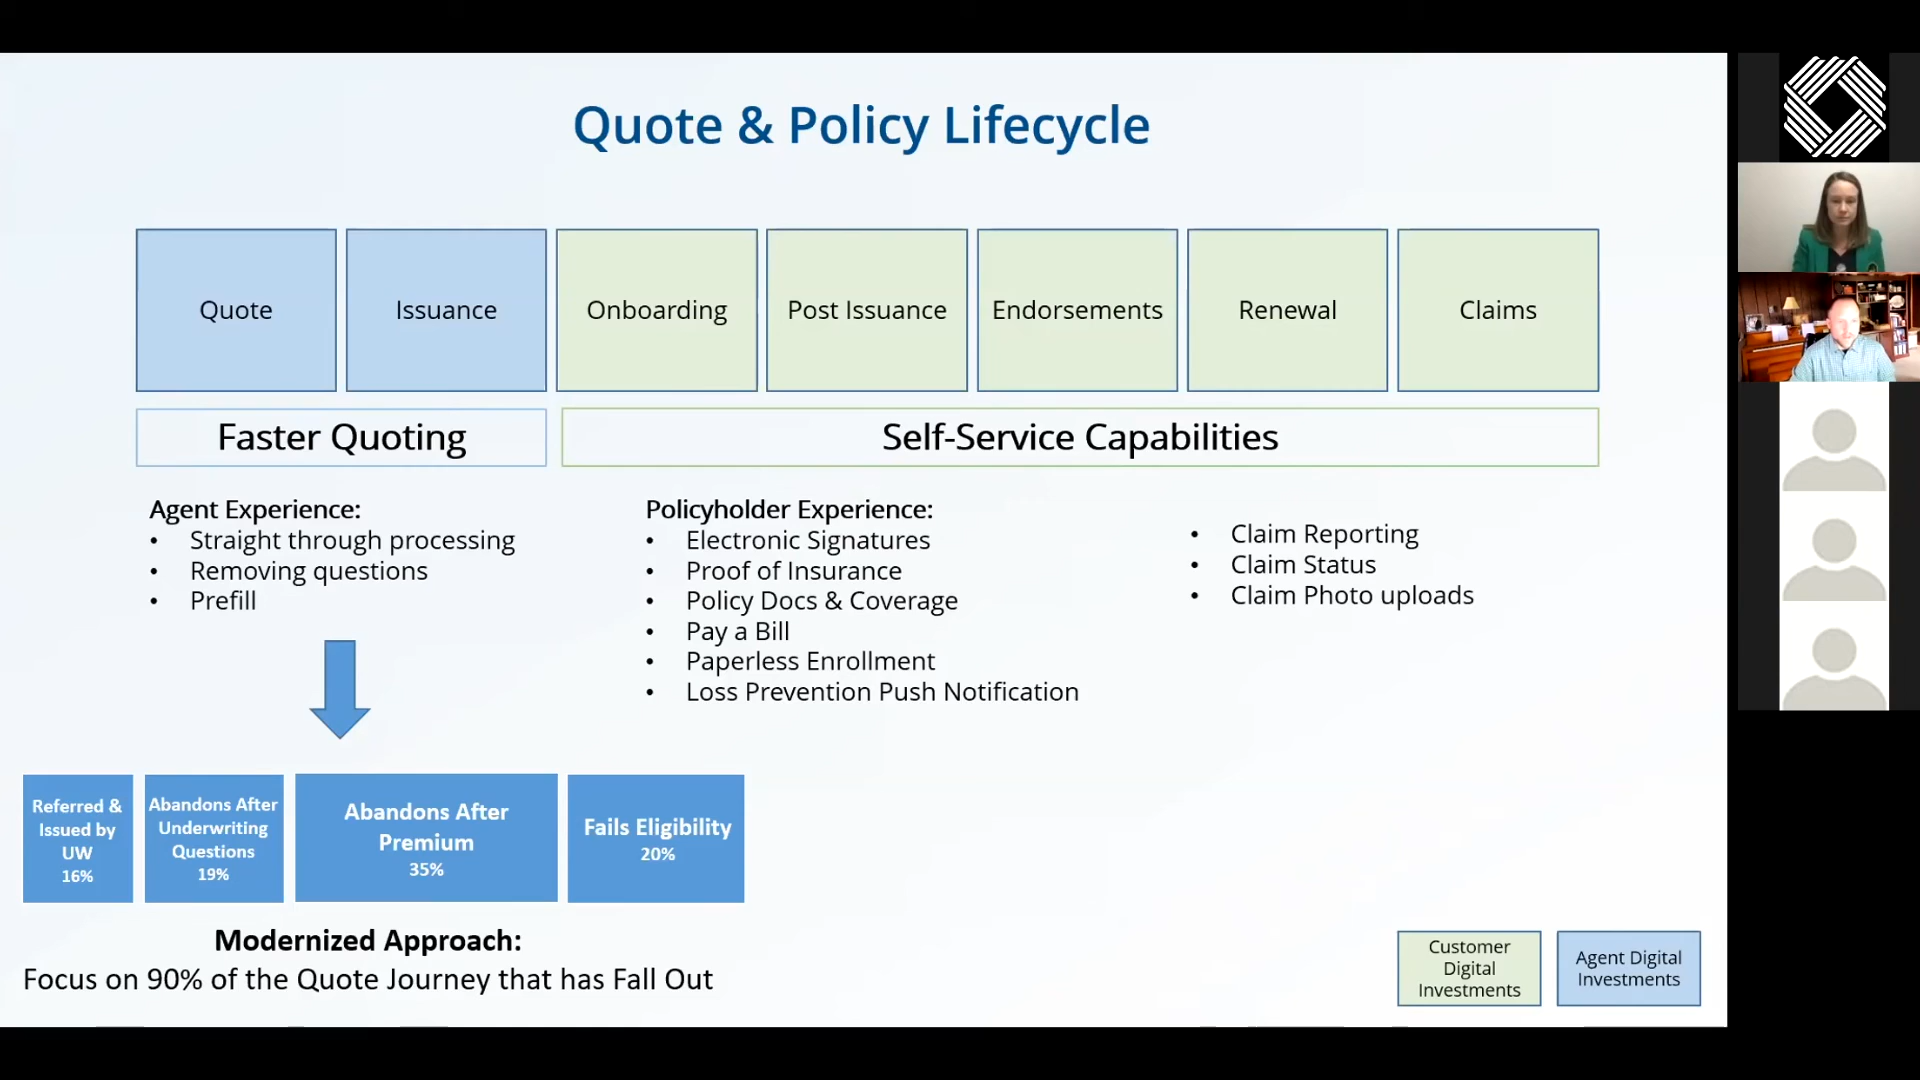 Quote & Policy Lifecycle
Quote
Issuance
Onboarding
Post Issuance
Endorsements
Renewal
Claims
Faster Quoting
Self-Service Capabilities
Agent Experience:
• Straight through processing
• Removing questions
• Prefill
Policyholder Experience:
• Electronic Signatures
• Proof of Insurance
• Policy Docs & Coverage
• Pay a Bill
• Paperless Enrollment
• Loss Prevention Push Notification
• Claim Reporting
• Claim Status
• Claim Photo uploads
Referred &
Issued by
UW
16%
Abandons After
Underwriting
Questions
19%
Abandons After
Premium
35%
Fails Eligibility
20%
Modernized Approach:
Focus on 90% of the Quote Journey that has Fall Out
Customer
Digital
Investments
Agent Digital
Investments